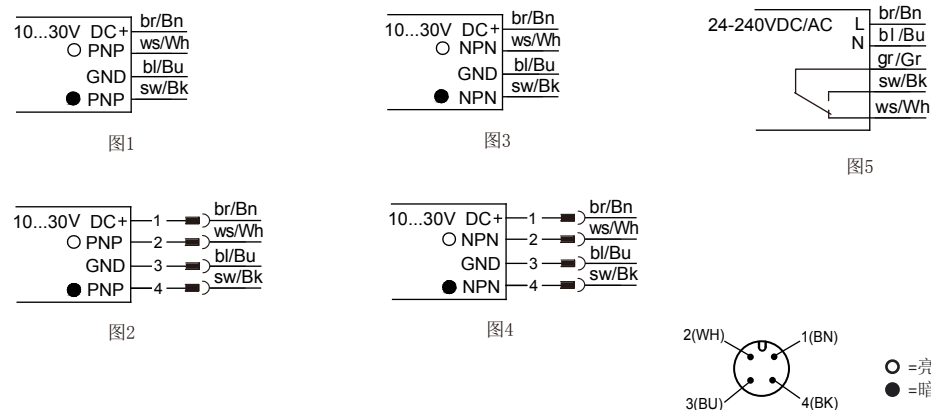 10...30V DC+ br/Bn
PNP ws/Wh
GND bl/Bu
PNP sw/Bk
图1
10...30V DC+ br/Bn
NPN ws/Wh
GND bl/Bu
NPN sw/Bk
图3
24-240VDC/AC L br/Bn
N bl/Bu
gr/Gr
sw/Bk
ws/Wh
图5
10...30V DC+ 1 br/Bn
PNP 2 ws/Wh
GND 3 bl/Bu
PNP 4 sw/Bk
图2
10...30V DC+ 1 br/Bn
NPN 2 ws/Wh
GND 3 bl/Bu
NPN 4 sw/Bk
图4
2(WH) 1(BN)
3(BU) 4(BK)
=亮
=暗